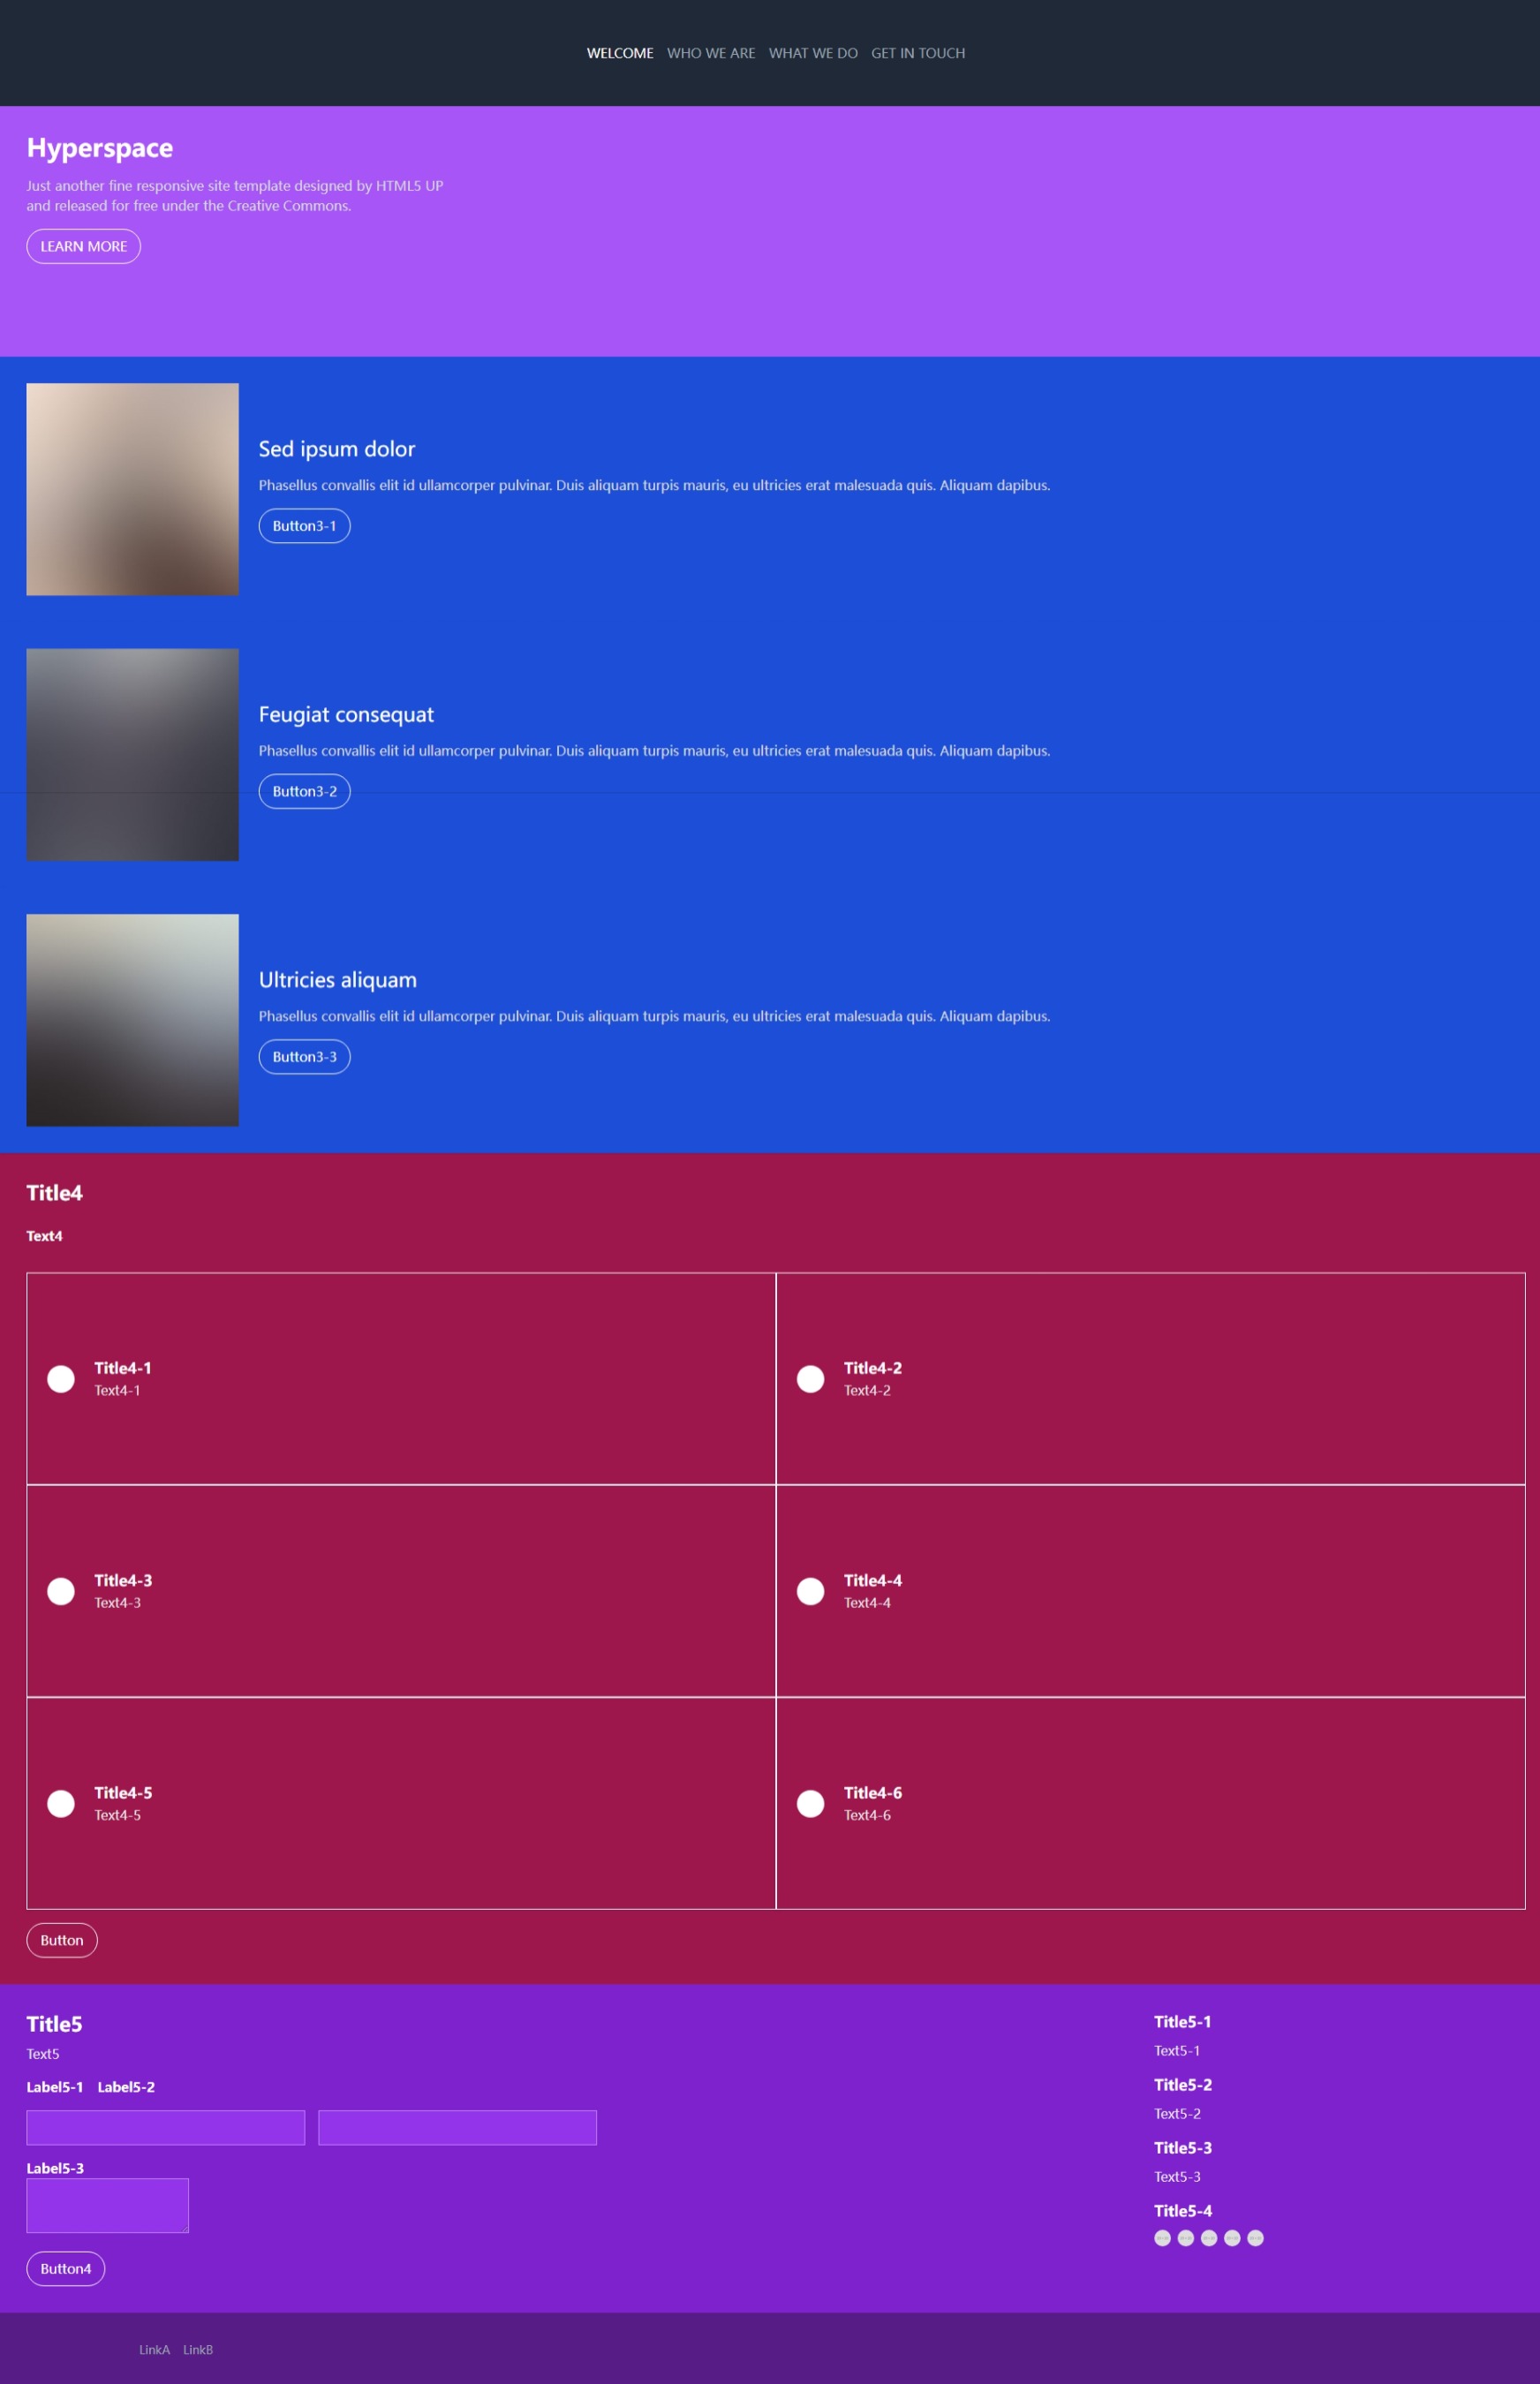 WELCOME WHO WE ARE WHAT WE DO GET IN TOUCH
Hyperspace
Just another fine responsive site template designed by HTML5 UP
and released for free under the Creative Commons.
LEARN MORE
Sed ipsum dolor
Phasellus convallis elit id ullamcorper pulvinar. Duis aliquam turpis mauris, eu ultricies erat malesuada quis. Aliquam dapibus.
Button3-1
Feugiat consequat
Phasellus convallis elit id ullamcorper pulvinar. Duis aliquam turpis mauris, eu ultricies erat malesuada quis. Aliquam dapibus.
Button3-2
Ultricies aliquam
Phasellus convallis elit id ullamcorper pulvinar. Duis aliquam turpis mauris, eu ultricies erat malesuada quis. Aliquam dapibus.
Button3-3
Title4
Text4
Title4-1
Text4-1
Title4-2
Text4-2
Title4-3
Text4-3
Title4-4
Text4-4
Title4-5
Text4-5
Title4-6
Text4-6
Button
Title5
Text5
Label5-1 Label5-2
Label5-3
Button4
Title5-1
Text5-1
Title5-2
Text5-2
Title5-3
Text5-3
Title5-4
LinkA LinkB